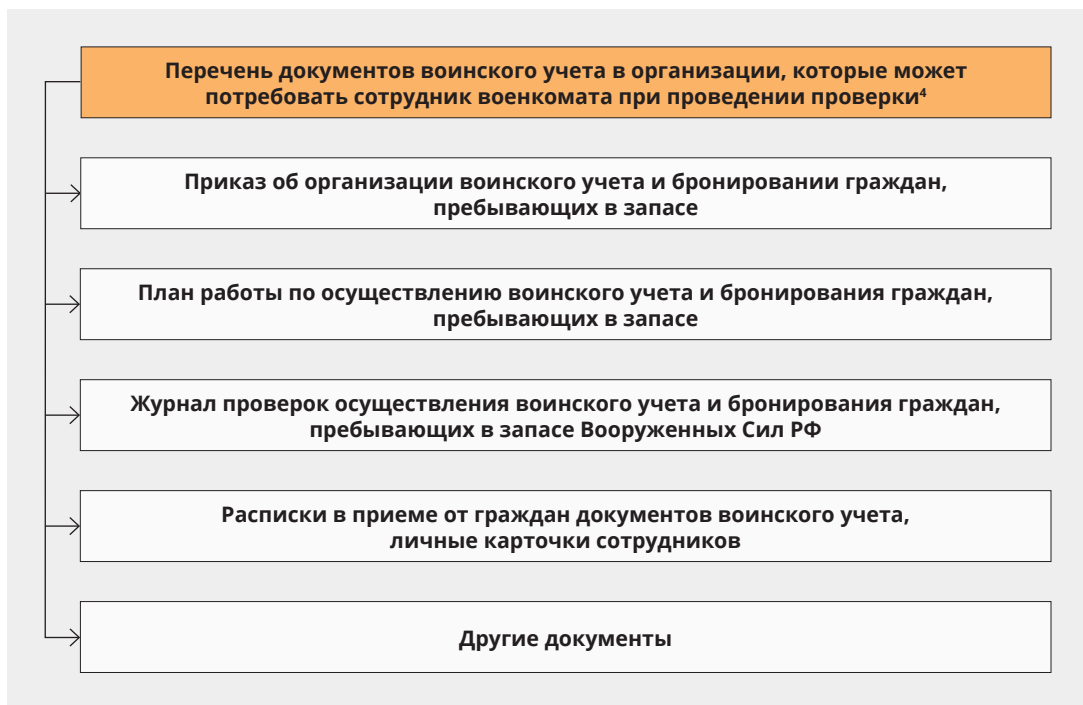 Перечень документов воинского учета в организации, которые может
потребовать сотрудник военкомата при проведении проверки⁴
Приказ об организации воинского учета и бронировании граждан,
пребывающих в запасе
План работы по осуществлению воинского учета и бронирования граждан,
пребывающих в запасе
Журнал проверок осуществления воинского учета и бронирования граждан,
пребывающих в запасе Вооруженных Сил РФ
Расписки в приеме от граждан документов воинского учета,
личные карточки сотрудников
Другие документы